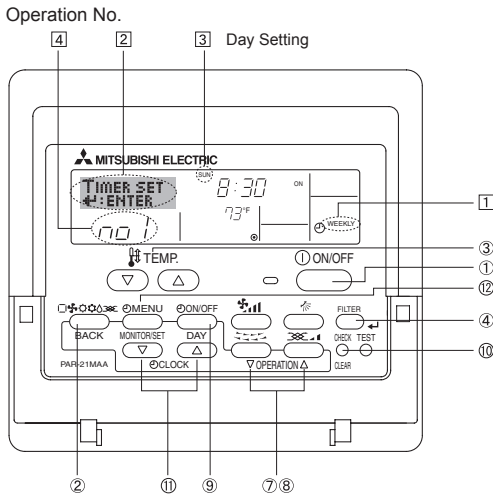 Operation No.
4 2 3 Day Setting
MITSUBISHI ELECTRIC
SUN
TIMER SET
↵:ENTER
8:30 ON
73°F
no 1
WEEKLY
1
TEMP. ON/OFF
③
①
⑫
MENU ON/OFF FILTER
④
BACK MONITOR/SET DAY
CHECK TEST
⑩
PAR-21MAA CLOCK OPERATION CLEAR
② ⑪ ⑨ ⑦⑧